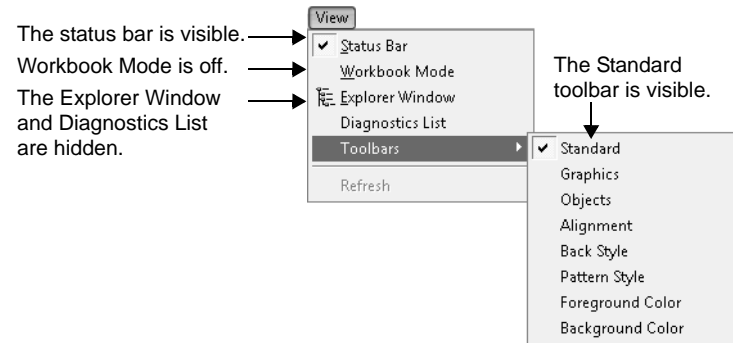 View
The status bar is visible.
Status Bar
Workbook Mode is off.
Workbook Mode
The Explorer Window
and Diagnostics List
are hidden.
Explorer Window
Diagnostics List
Toolbars
Refresh
The Standard
toolbar is visible.
Standard
Graphics
Objects
Alignment
Back Style
Pattern Style
Foreground Color
Background Color